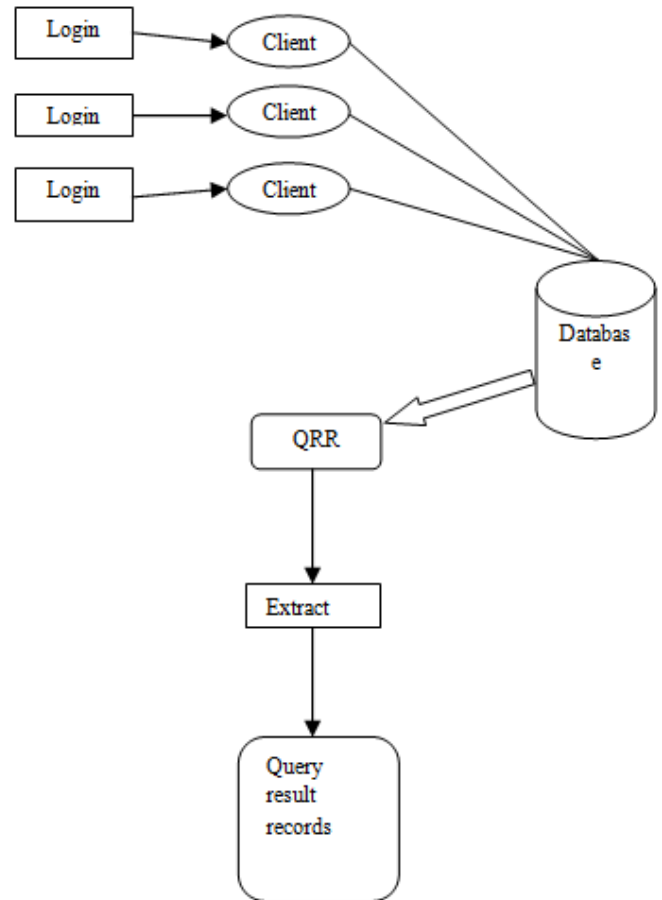 Login
Client
Login
Client
Login
Client
Databas
e
QRR
Extract
Query
result
records